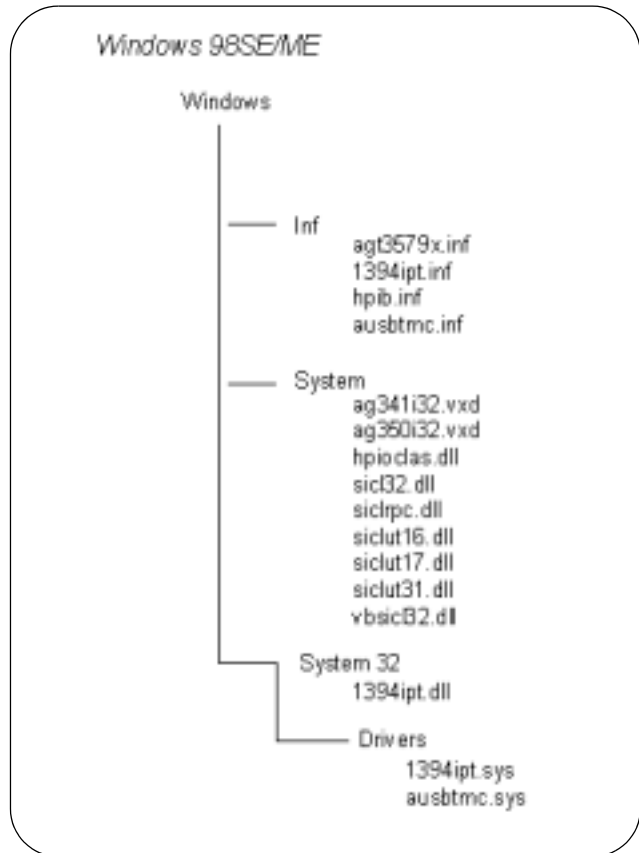 Windows 98SE/ME
Windows
Inf
agt3579x.inf
1394ipt.inf
hpib.inf
ausbtmc.inf
System
ag341i32.vxd
ag350i32.vxd
hpioclas.dll
sicl32.dll
siclrpc.dll
siclut16.dll
siclut17.dll
siclut31.dll
vbsicl32.dll
System 32
1394ipt.dll
Drivers
1394ipt.sys
ausbtmc.sys